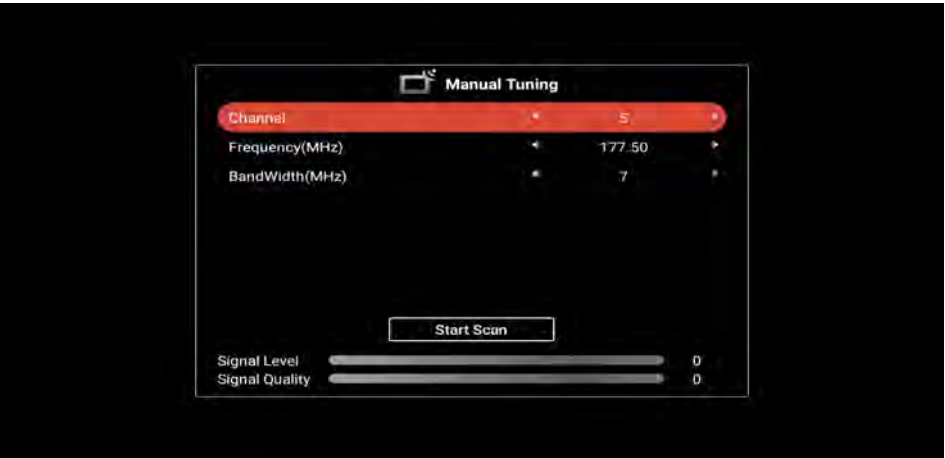 Manual Tuning
Channel 5
Frequency(MHz) 177.50
BandWidth(MHz) 7
Start Scan
Signal Level 0
Signal Quality 0